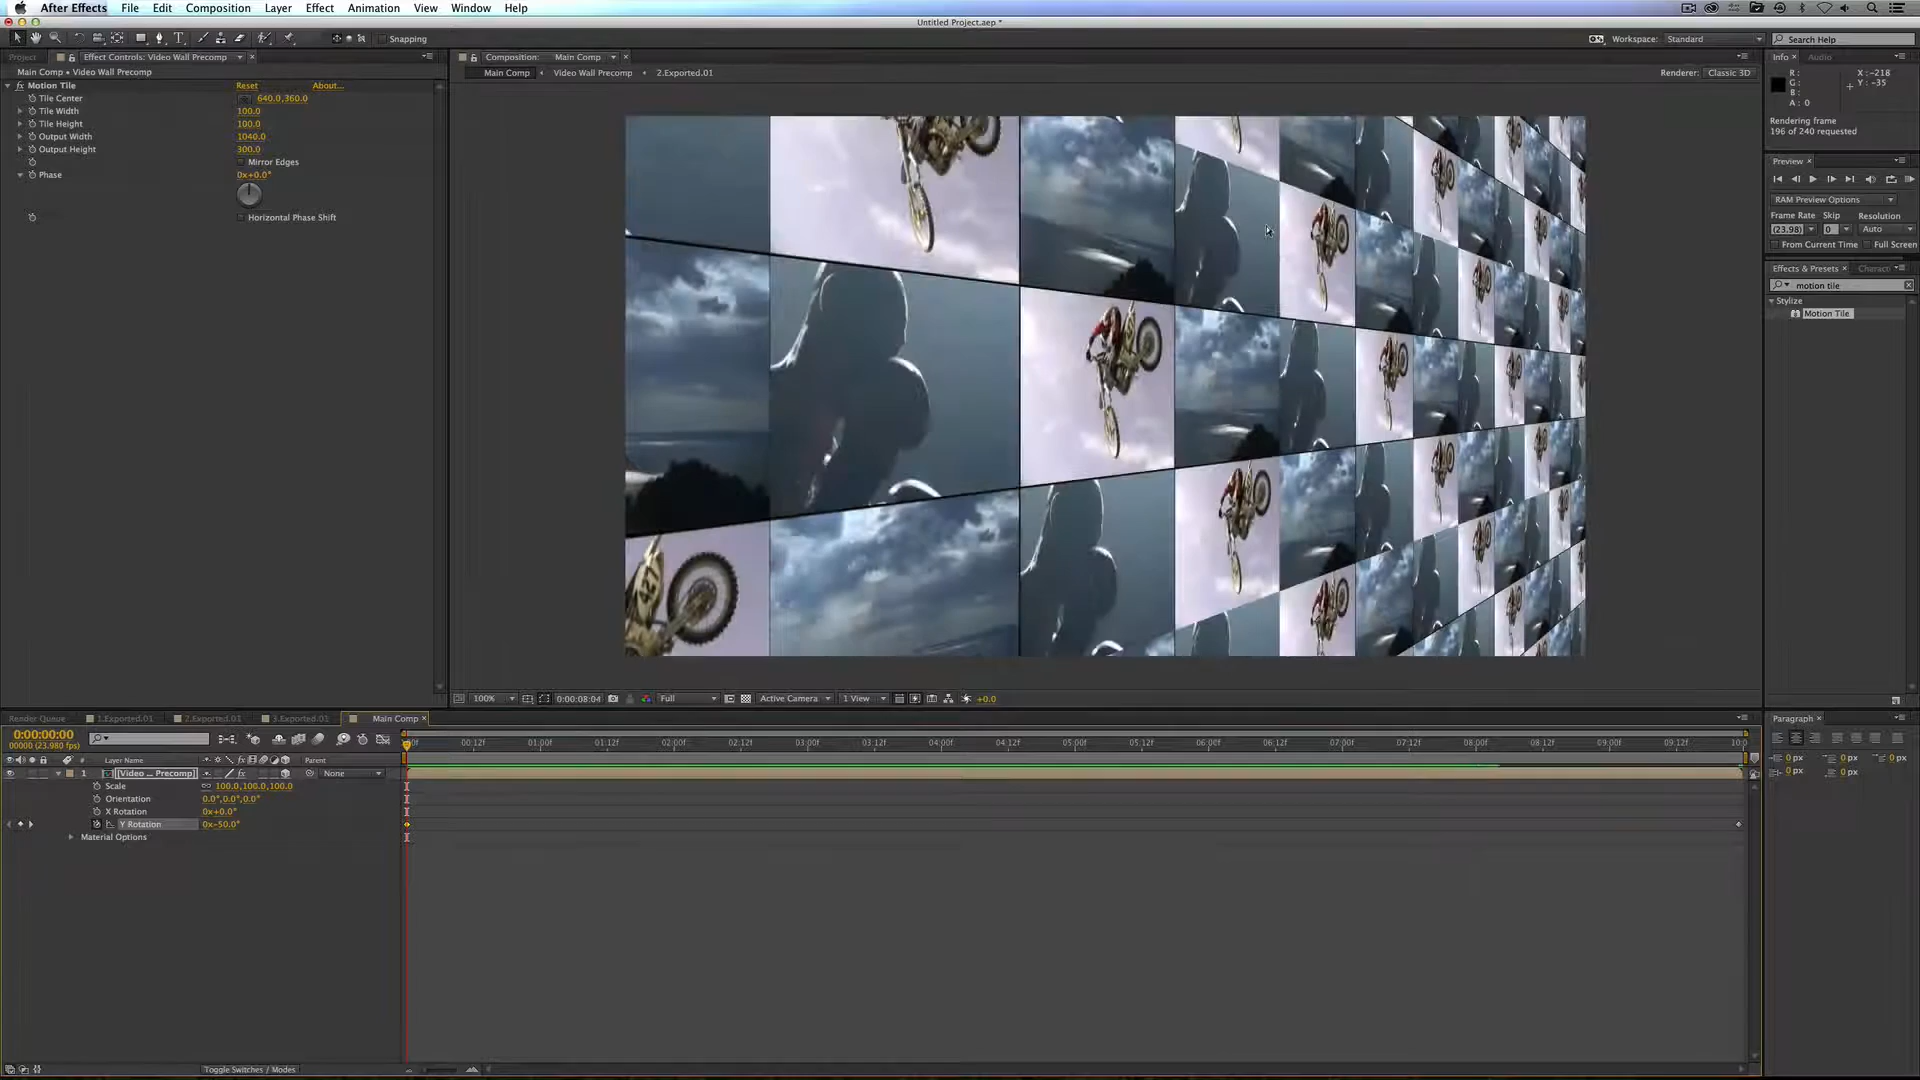 After Effects File Edit Composition Layer Effect Animation View Window Help
Untitled Project.aep *
Snapping
Workspace: Standard
Search Help
Project
Effect Controls: Video Wall Precomp
Composition: Main Comp
Info
Audio
Main Comp • Video Wall Precomp
Main Comp
Video Wall Precomp
2.Exported.01
Renderer: Classic 3D
Motion Tile Reset About...
Tile Center 640.0,360.0
Tile Width 100.0
Tile Height 100.0
Output Width 1040.0
Output Height 300.0
Mirror Edges
Phase 0x+0.0°
Horizontal Phase Shift
R:
G:
B:
A: 0
X: -218
Y: -35
Rendering frame
196 of 240 requested
Preview
RAM Preview Options
Frame Rate Skip Resolution
(23.98) 0 Auto
From Current Time Full Screen
Effects & Presets Charact
motion tile
Stylize
Motion Tile
427
100% 0:00:08:04 Full Active Camera 1 View +0.0
Render Queue 1.Exported.01 2.Exported.01 3.Exported.01 Main Comp
Paragraph
0:00:00:00
00000 (23.980 fps)
00f 00:12f 01:00f 01:12f 02:00f 02:12f 03:00f 03:12f 04:00f 04:12f 05:00f 05:12f 06:00f 06:12f 07:00f 07:12f 08:00f 08:12f 09:00f 09:12f 10:0
# Layer Name Parent
1 [Video ... Precomp] None
Scale 100.0,100.0,100.0%
Orientation 0.0°,0.0°,0.0°
X Rotation 0x+0.0°
Y Rotation 0x-50.0°
Material Options
0 px 0 px 0 px
0 px 0 px
Toggle Switches / Modes